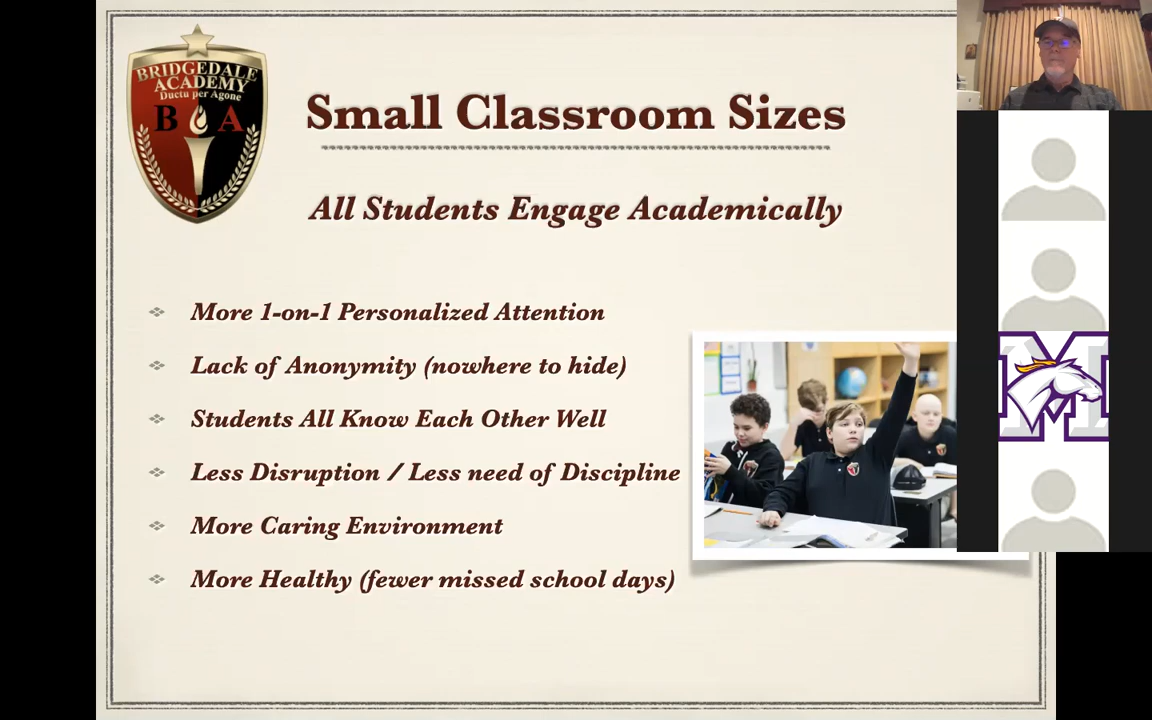 BRIDGEDALE
ACADEMY
Ductu per Agone
B A
Small Classroom Sizes
All Students Engage Academically
More 1-on-1 Personalized Attention
Lack of Anonymity (nowhere to hide)
Students All Know Each Other Well
Less Disruption / Less need of Discipline
More Caring Environment
More Healthy (fewer missed school days)
M